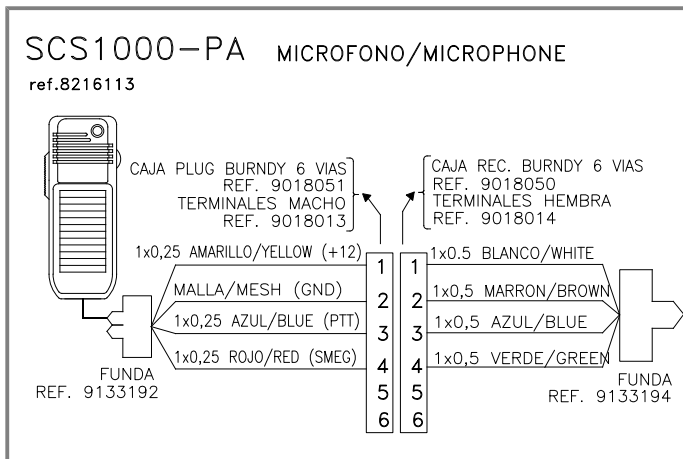 SCS1000-PA MICROFONO/MICROPHONE
ref.8216113
CAJA PLUG BURNDY 6 VIAS
REF. 9018051
TERMINALES MACHO
REF. 9018013
CAJA REC. BURNDY 6 VIAS
REF. 9018050
TERMINALES HEMBRA
REF. 9018014
1x0,25 AMARILLO/YELLOW (+12)
MALLA/MESH (GND)
1x0,25 AZUL/BLUE (PTT)
1x0,25 ROJO/RED (SMEG)
FUNDA
REF. 9133192
1
2
3
4
5
6
1
2
3
4
5
6
1x0.5 BLANCO/WHITE
1x0,5 MARRON/BROWN
1x0,5 AZUL/BLUE
1x0,5 VERDE/GREEN
FUNDA
REF. 9133194